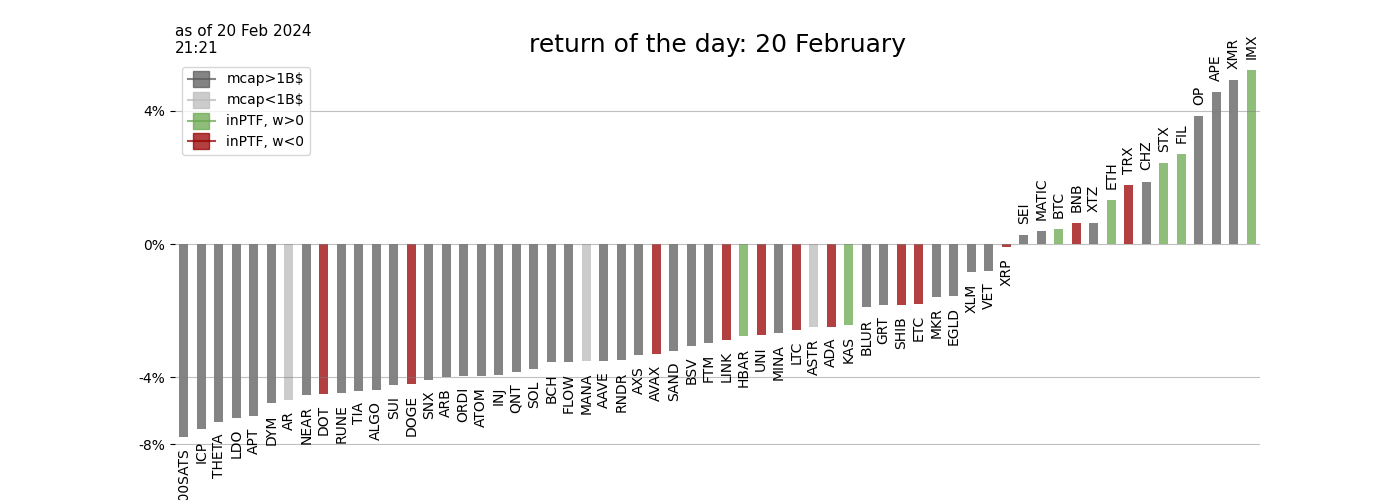 as of 20 Feb 2024
21:21
return of the day: 20 February
mcap>1B$
mcap<1B$
inPTF, w>0
inPTF, w<0
4%
0%
-4%
-8%
00SATS
ICP
THETA
LDO
APT
DYM
AR
NEAR
DOT
RUNE
TIA
ALGO
SUI
DOGE
SNX
ARB
ORDI
ATOM
INJ
QNT
SOL
BCH
FLOW
MANA
AAVE
RNDR
AXS
AVAX
SAND
BSV
FTM
LINK
HBAR
UNI
MINA
LTC
ASTR
ADA
KAS
BLUR
GRT
SHIB
ETC
MKR
EGLD
XLM
VET
XRP
SEI
MATIC
BTC
BNB
XTZ
ETH
TRX
CHZ
STX
FIL
OP
APE
XMR
IMX